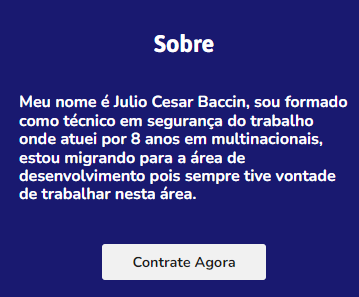 Sobre
Meu nome é Julio Cesar Baccin, sou formado
como técnico em segurança do trabalho
onde atuei por 8 anos em multinacionais,
estou migrando para a área de
desenvolvimento pois sempre tive vontade
de trabalhar nesta área.
Contrate Agora